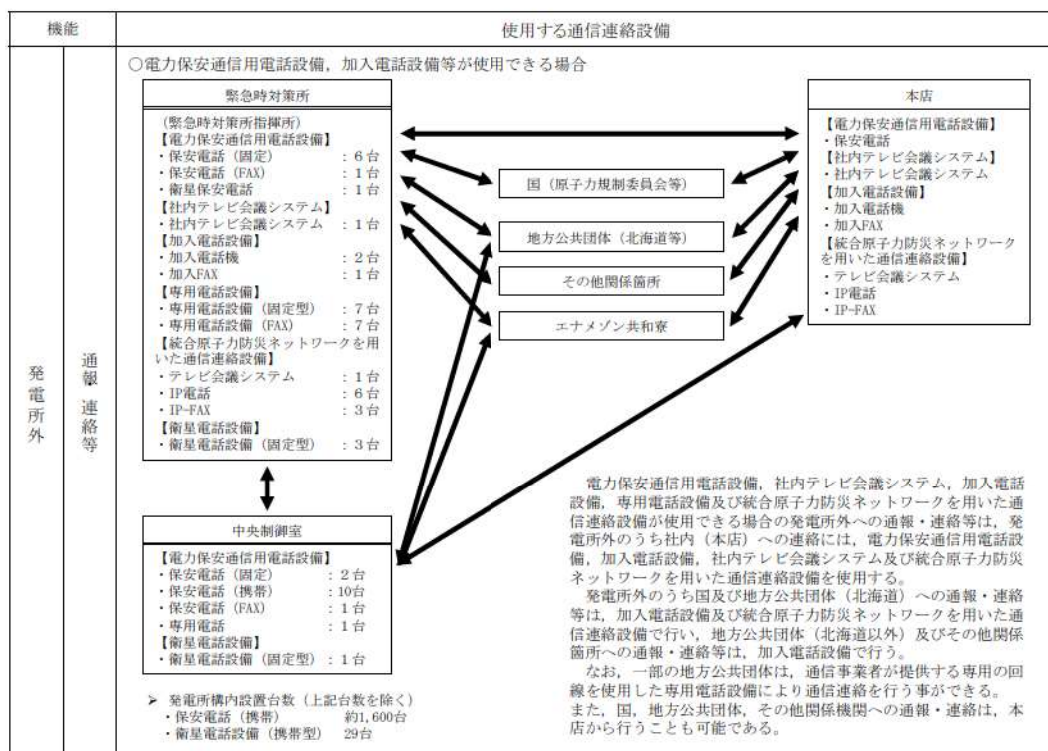 機能
使用する通信連絡設備
発電所外
通報・連絡等
○電力保安通信用電話設備，加入電話設備等が使用できる場合
緊急時対策所
(緊急時対策所指揮所)
【電力保安通信用電話設備】
・保安電話（固定） ：６台
・保安電話（FAX） ：１台
・衛星保安電話 ：１台
【社内テレビ会議システム】
・社内テレビ会議システム ：１台
【加入電話設備】
・加入電話機 ：２台
・加入FAX ：１台
【専用電話設備】
・専用電話設備（固定型）：７台
・専用電話設備（FAX） ：７台
【統合原子力防災ネットワークを用
いた通信連絡設備】
・テレビ会議システム ：１台
・IP電話 ：６台
・IP-FAX ：３台
【衛星電話設備】
・衛星電話設備（固定型） ：３台
国（原子力規制委員会等）
地方公共団体（北海道等）
その他関係箇所
エナメゾン共和寮
本店
【電力保安通信用電話設備】
・保安電話
【社内テレビ会議システム】
・社内テレビ会議システム
【加入電話設備】
・加入電話機
・加入FAX
【統合原子力防災ネットワーク
を用いた通信連絡設備】
・テレビ会議システム
・IP電話
・IP-FAX
中央制御室
【電力保安通信用電話設備】
・保安電話（固定） ：２台
・保安電話（携帯） ：10台
・保安電話（FAX） ：１台
・専用電話 ：１台
【衛星電話設備】
・衛星電話設備（固定型）：１台
➢ 発電所構内設置台数（上記台数を除く）
・保安電話（携帯） 約1,600台
・衛星電話設備（携帯型） 29台
電力保安通信用電話設備，社内テレビ会議システム，加入電話
設備，専用電話設備及び統合原子力防災ネットワークを用いた通
信連絡設備が使用できる場合の発電所外への通報・連絡等は，発
電所外のうち社内（本店）への連絡には，電力保安通信用電話設
備，加入電話設備，社内テレビ会議システム及び統合原子力防災
ネットワークを用いた通信連絡設備を使用する。
発電所外のうち国及び地方公共団体（北海道）への通報・連絡
等は，加入電話設備及び統合原子力防災ネットワークを用いた通
信連絡設備で行い，地方公共団体（北海道以外）及びその他関係
箇所への通報・連絡等は，加入電話設備で行う。
なお，一部の地方公共団体は，通信事業者が提供する専用の回
線を使用した専用電話設備により通信連絡を行う事ができる。
また，国，地方公共団体，その他関係機関への通報・連絡は，本
店から行うことも可能である。